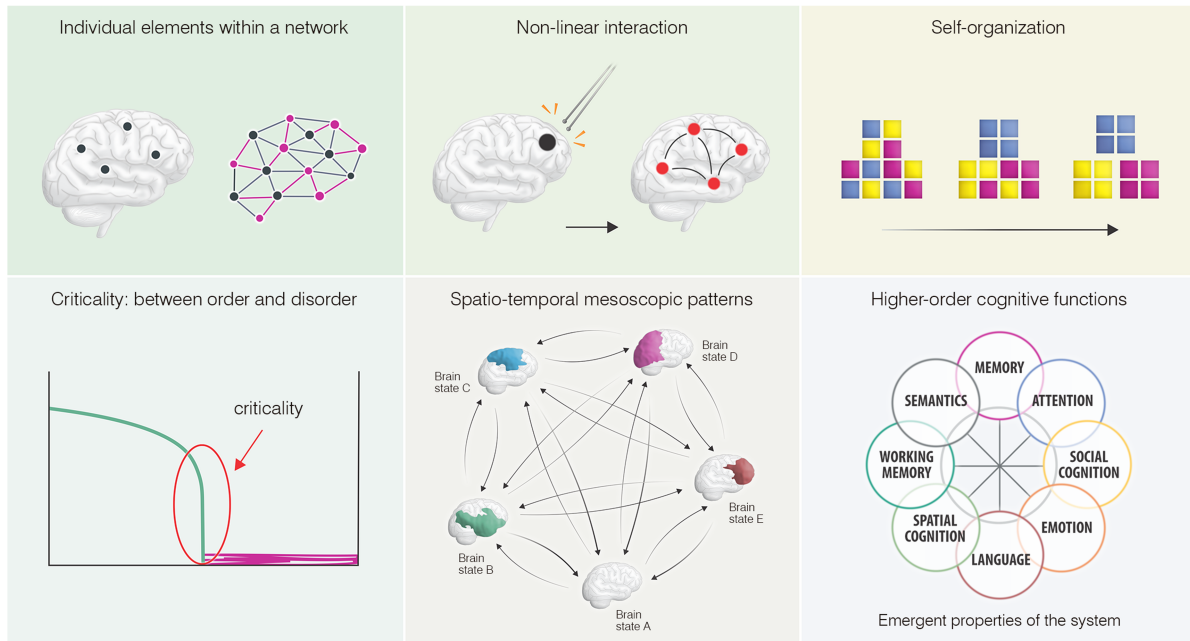 Individual elements within a network
Non-linear interaction
Self-organization
Criticality: between order and disorder
criticality
Spatio-temporal mesoscopic patterns
Brain
state C
Brain
state D
Brain
state E
Brain
state B
Brain
state A
Higher-order cognitive functions
MEMORY
SEMANTICS
ATTENTION
WORKING
MEMORY
SOCIAL
COGNITION
SPATIAL
COGNITION
EMOTION
LANGUAGE
Emergent properties of the system